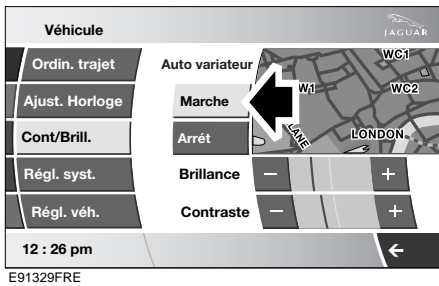 Véhicule
JAGUAR
Ordin. trajet
Auto variateur
Ajust. Horloge
Marche
Cont/Brill.
Arrét
WC1
W1
WC2
LANE
LONDON
Régl. syst.
Brillance
−
+
Régl. véh.
Contraste
−
+
12 : 26 pm
E91329FRE